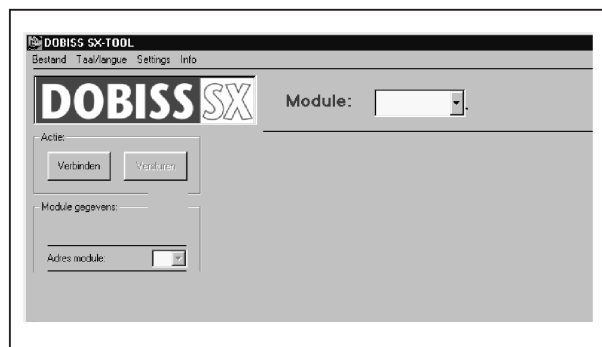 DOBISS SX-TOOL
Bestand Taal/langue Settings Info
DOBISS SX
Module:
Actie:
Verbinden Versturen
Module gegevens:
Adres module: